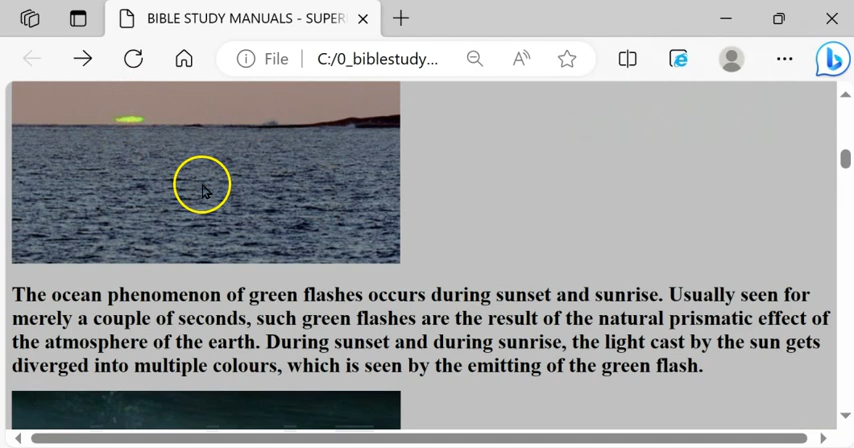 BIBLE STUDY MANUALS - SUPER
File C:/0_biblestudy...
The ocean phenomenon of green flashes occurs during sunset and sunrise. Usually seen for
merely a couple of seconds, such green flashes are the result of the natural prismatic effect of
the atmosphere of the earth. During sunset and during sunrise, the light cast by the sun gets
diverged into multiple colours, which is seen by the emitting of the green flash.